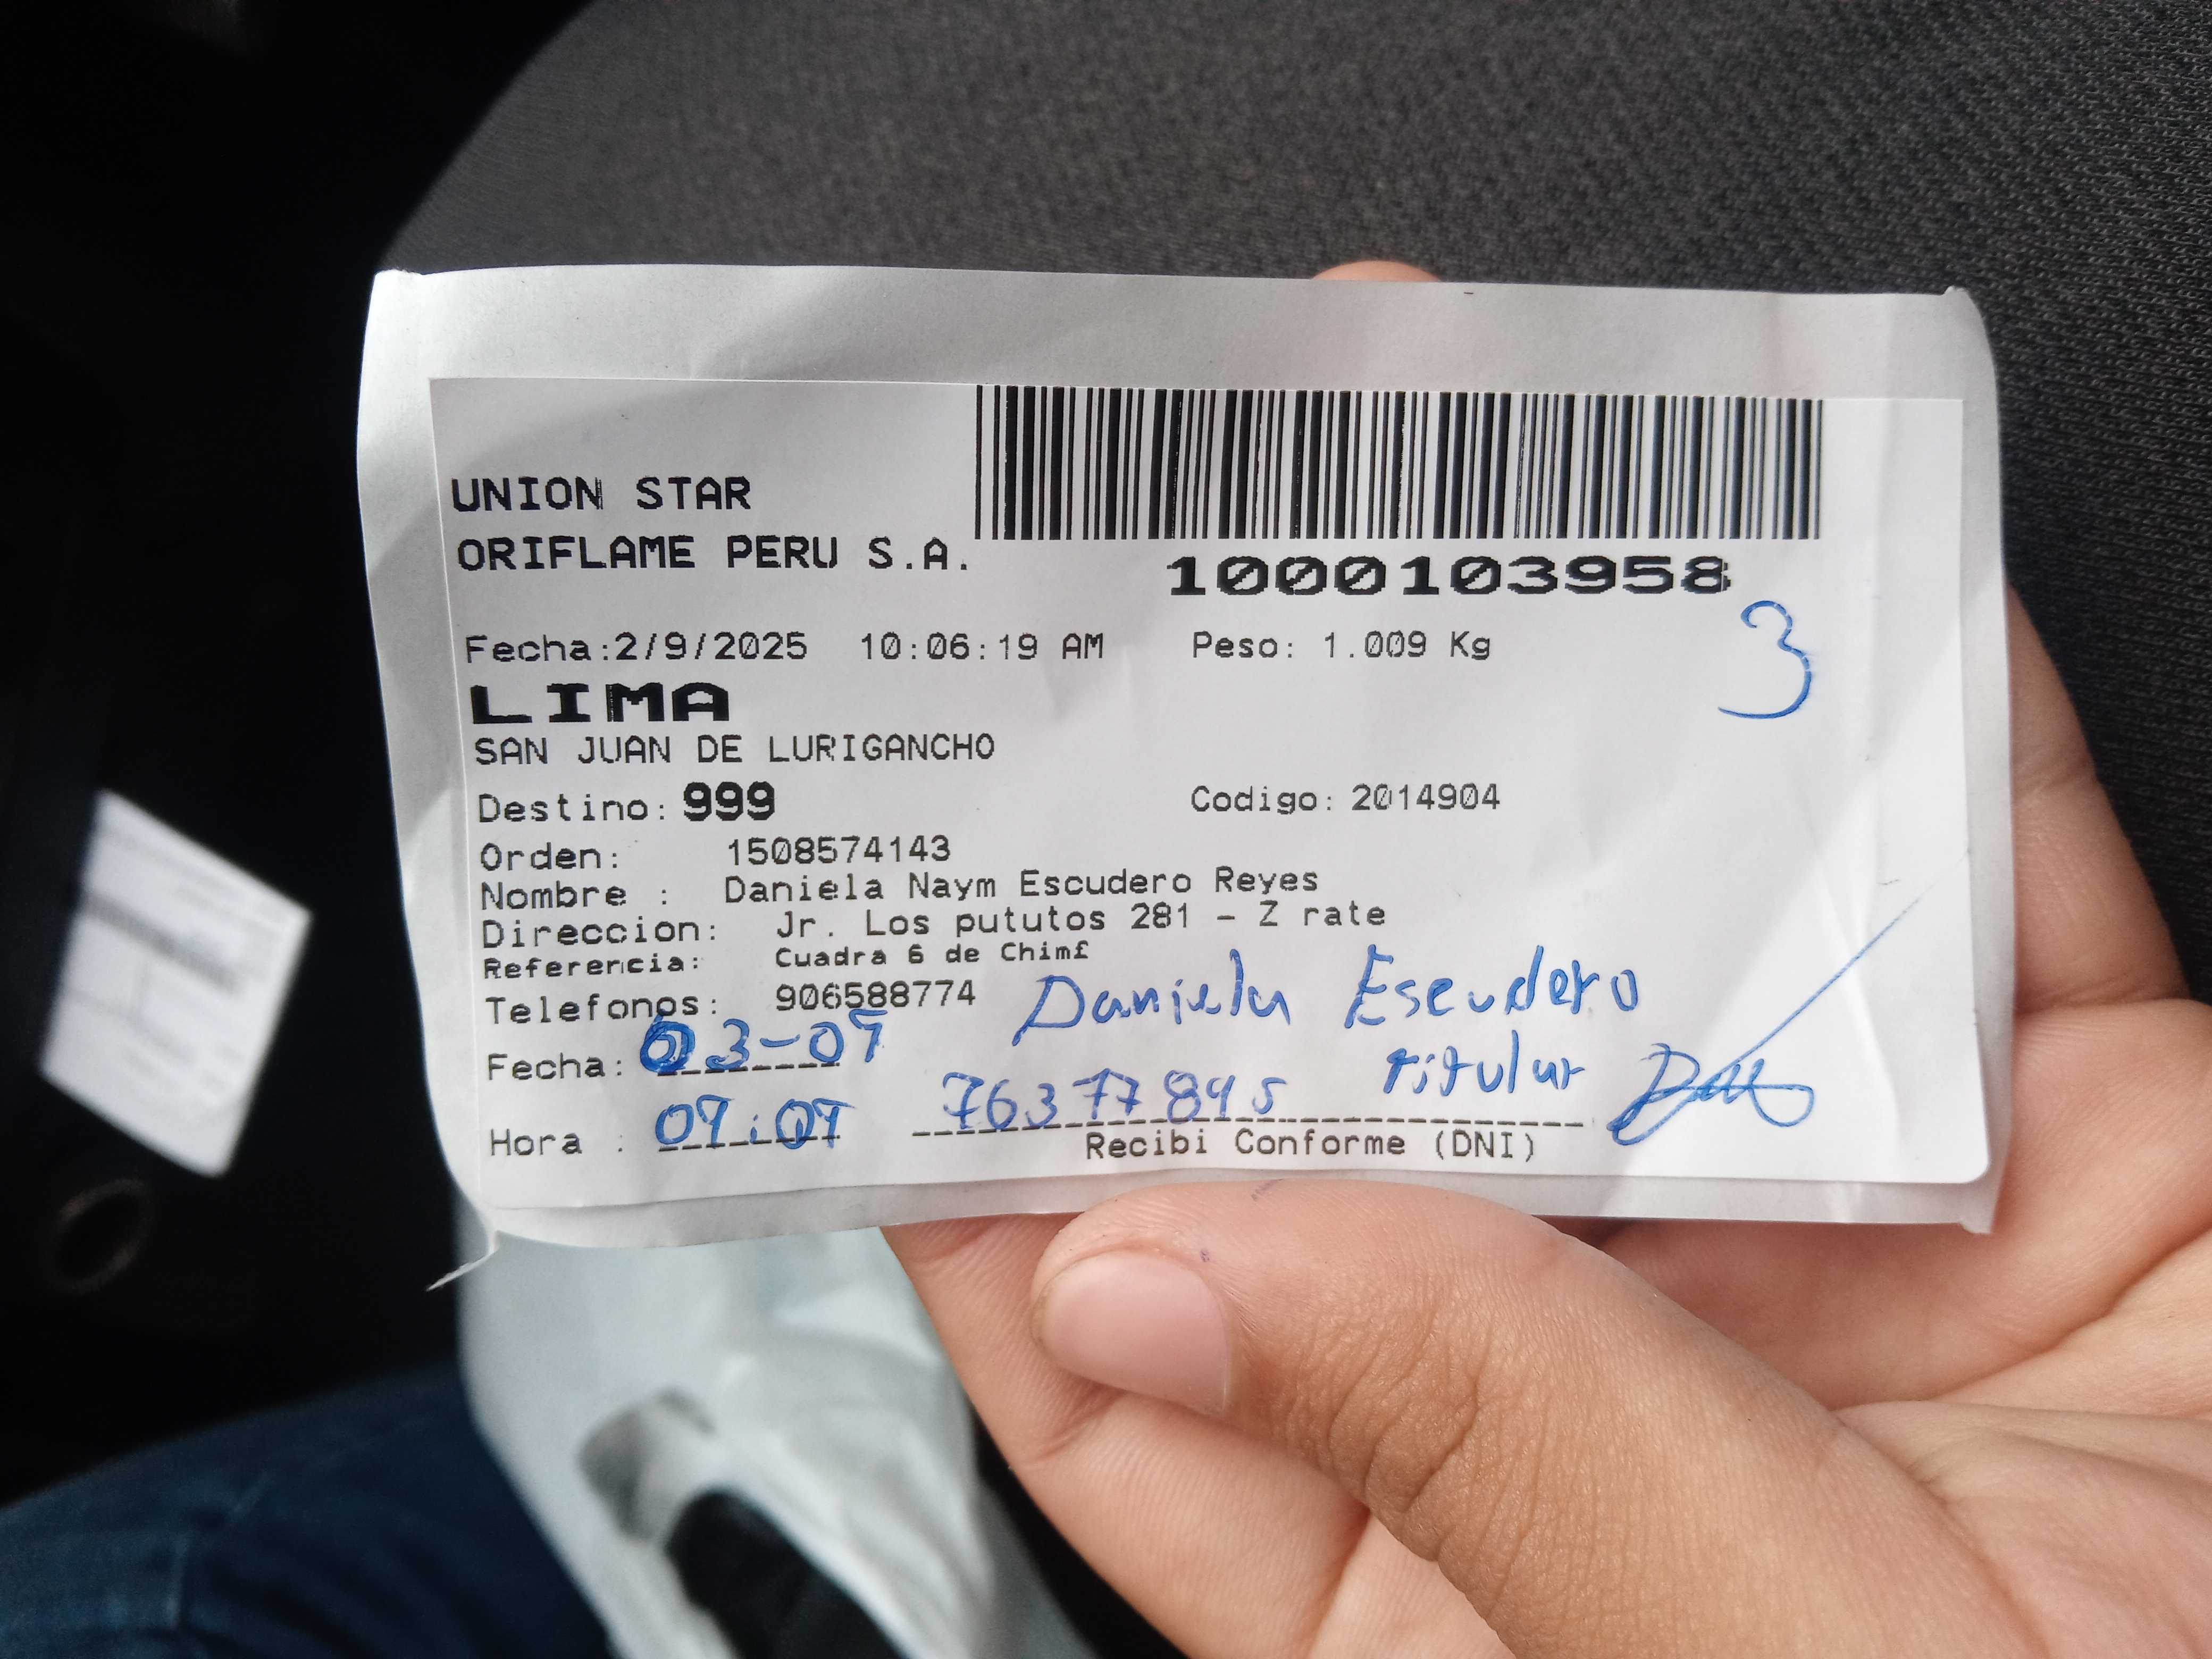 UNION STAR
ORIFLAME PERU S.A.
1000103958
3
Fecha:2/9/2025 10:06:19 AM Peso: 1.009 Kg
LIMA
SAN JUAN DE LURIGANCHO
Destino: 999 Codigo: 2014904
Orden: 1508574143
Nombre : Daniela Naym Escudero Reyes
Direccion: Jr. Los pututos 281 - Z rate
Referencia: Cuadra 6 de Chimf
Telefonos: 906588774
Daniela Escudero
Fecha: 03-09
titular
Hora : 09:09 76377845
Recibi Conforme (DNI)